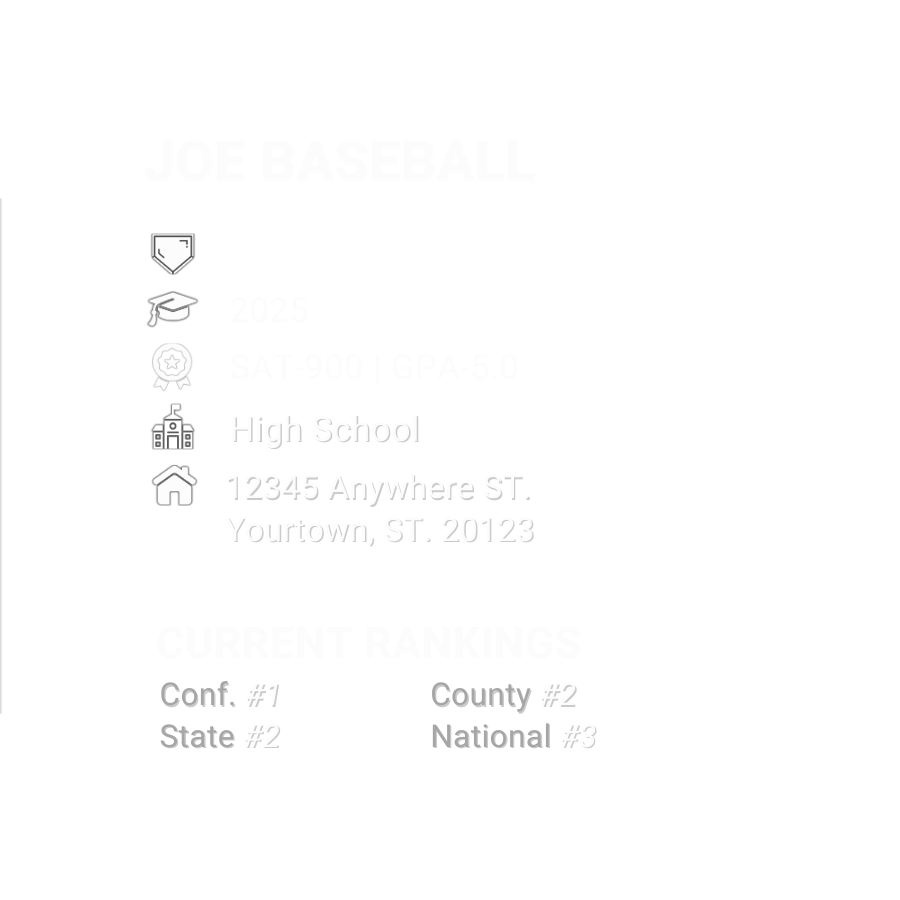 JOE BASEBALL
2025
SAT-900 | GPA-5.0
High School
12345 Anywhere ST.
Yourtown, ST. 20123
CURRENT RANKINGS
Conf. #1 County #2
State #2 National #3